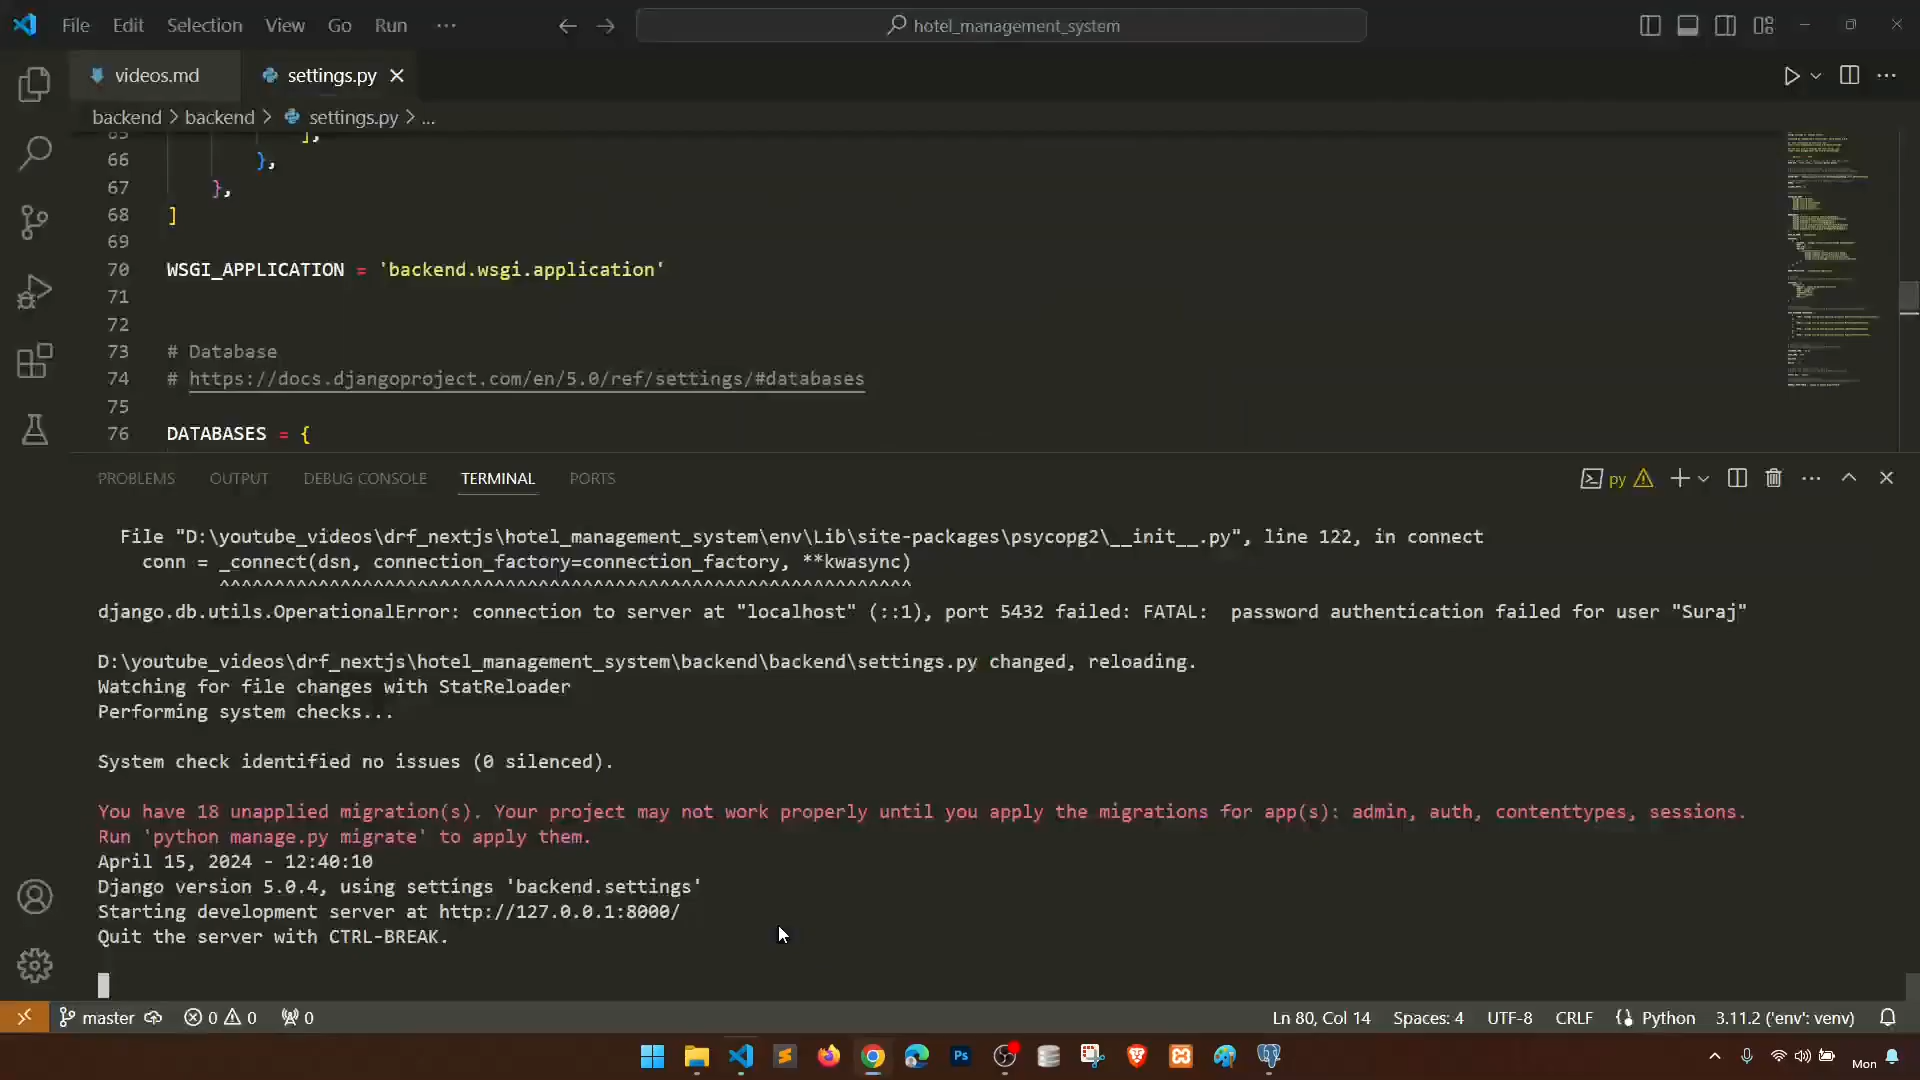 File Edit Selection View Go Run ··· hotel_management_system
videos.md settings.py
backend > backend > settings.py > ...
65 ],
66 },
67 },
68 ]
69
70 WSGI_APPLICATION = 'backend.wsgi.application'
71
72
73 # Database
74 # https://docs.djangoproject.com/en/5.0/ref/settings/#databases
75
76 DATABASES = {
PROBLEMS OUTPUT DEBUG CONSOLE TERMINAL PORTS py
File "D:\youtube_videos\drf_nextjs\hotel_management_system\env\Lib\site-packages\psycopg2\__init__.py", line 122, in connect
conn = _connect(dsn, connection_factory=connection_factory, **kwasync)
^^^^^^^^^^^^^^^^^^^^^^^^^^^^^^^^^^^^^^^^^^^^^^^^^^^^^^^^^^^^^^^
django.db.utils.OperationalError: connection to server at "localhost" (::1), port 5432 failed: FATAL:  password authentication failed for user "Suraj"
D:\youtube_videos\drf_nextjs\hotel_management_system\backend\backend\settings.py changed, reloading.
Watching for file changes with StatReloader
Performing system checks...
System check identified no issues (0 silenced).
You have 18 unapplied migration(s). Your project may not work properly until you apply the migrations for app(s): admin, auth, contenttypes, sessions.
Run 'python manage.py migrate' to apply them.
April 15, 2024 - 12:40:10
Django version 5.0.4, using settings 'backend.settings'
Starting development server at http://127.0.0.1:8000/
Quit the server with CTRL-BREAK.
master 0 0 0 Ln 80, Col 14 Spaces: 4 UTF-8 CRLF Python 3.11.2 ('env': venv)
Ps Mon